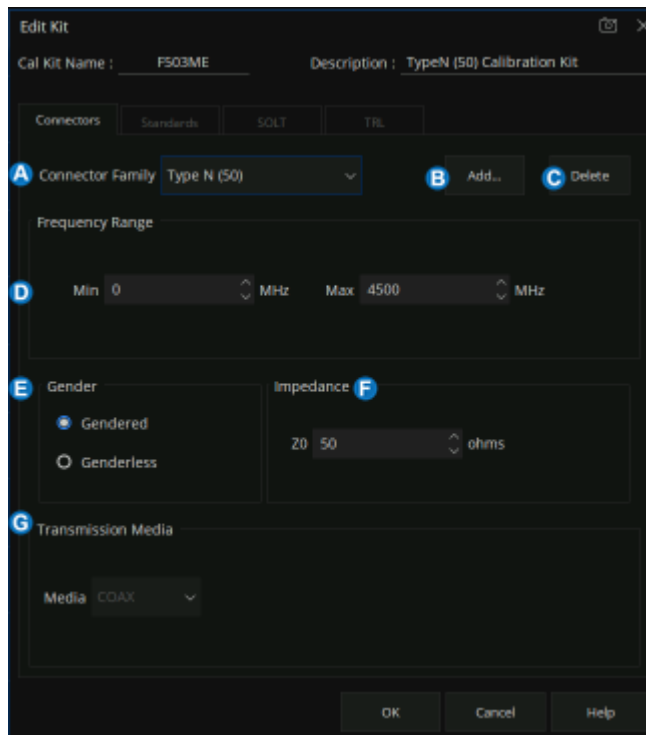 Edit Kit
Cal Kit Name : F503ME Description : TypeN (50) Calibration Kit
Connectors Standards SOLT TRL
A Connector Family Type N (50) B Add... C Delete
Frequency Range
D Min 0 MHz Max 4500 MHz
E Gender Impedance F
Gendered
Z0 50 ohms
Genderless
G Transmission Media
Media COAX
OK Cancel Help